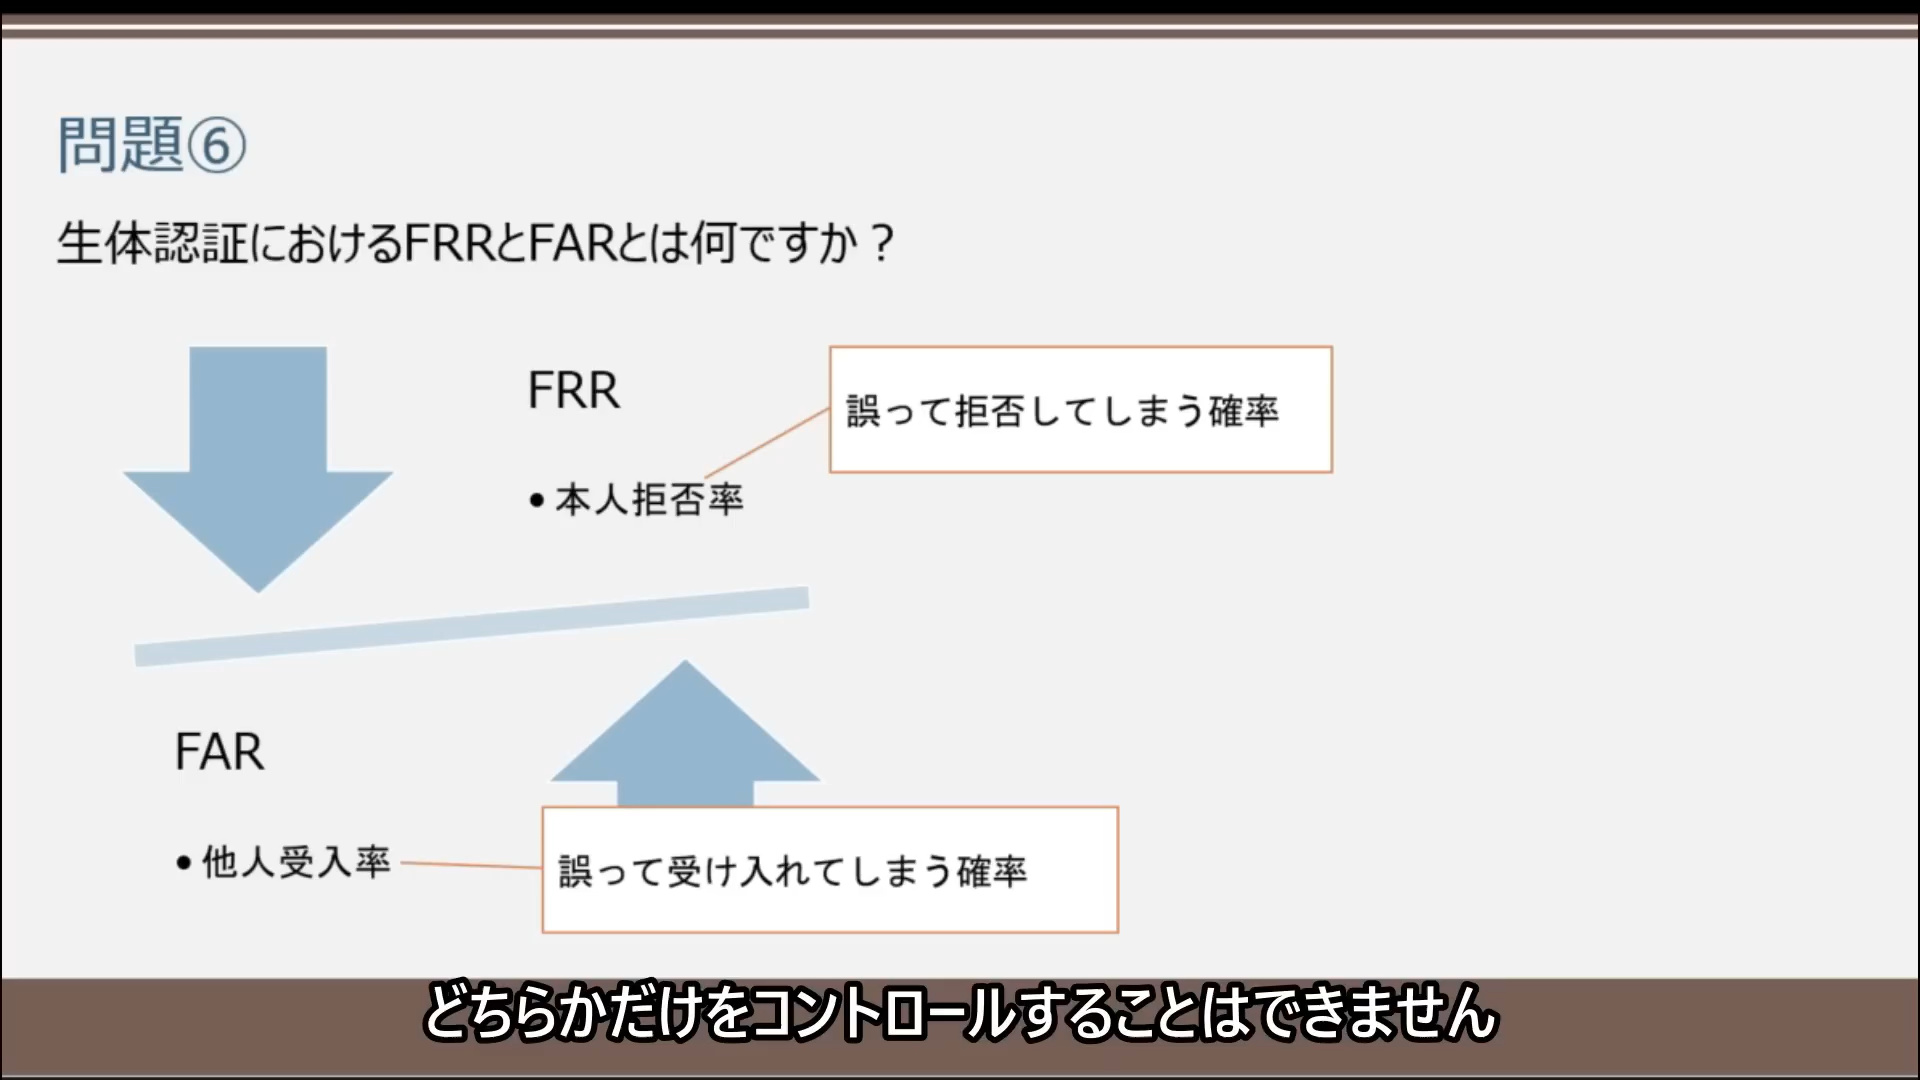 問題⑥
生体認証におけるFRRとFARとは何ですか？
FRR
誤って拒否してしまう確率
•本人拒否率
FAR
•他人受入率
誤って受け入れてしまう確率
どちらかだけをコントロールすることはできません